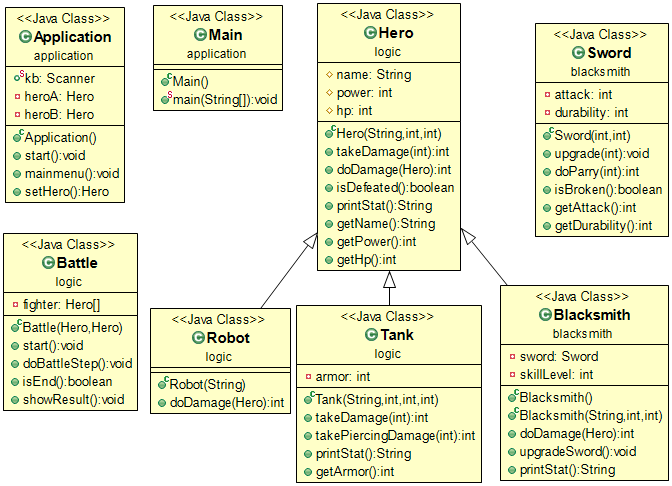 <<Java Class>>
Application
application
kb: Scanner
heroA: Hero
heroB: Hero
Application()
start():void
mainmenu():void
setHero():Hero
<<Java Class>>
Main
application
Main()
main(String[]):void
<<Java Class>>
Hero
logic
name: String
power: int
hp: int
Hero(String,int,int)
takeDamage(int):int
doDamage(Hero):int
isDefeated():boolean
printStat():String
getName():String
getPower():int
getHp():int
<<Java Class>>
Sword
blacksmith
attack: int
durability: int
Sword(int,int)
upgrade(int):void
doParry(int):int
isBroken():boolean
getAttack():int
getDurability():int
<<Java Class>>
Battle
logic
fighter: Hero[]
Battle(Hero,Hero)
start():void
doBattleStep():void
isEnd():boolean
showResult():void
<<Java Class>>
Robot
logic
Robot(String)
doDamage(Hero):int
<<Java Class>>
Tank
logic
armor: int
Tank(String,int,int,int)
takeDamage(int):int
takePiercingDamage(int):int
printStat():String
getArmor():int
<<Java Class>>
Blacksmith
blacksmith
sword: Sword
skillLevel: int
Blacksmith()
Blacksmith(String,int,int)
doDamage(Hero):int
upgradeSword():void
printStat():String